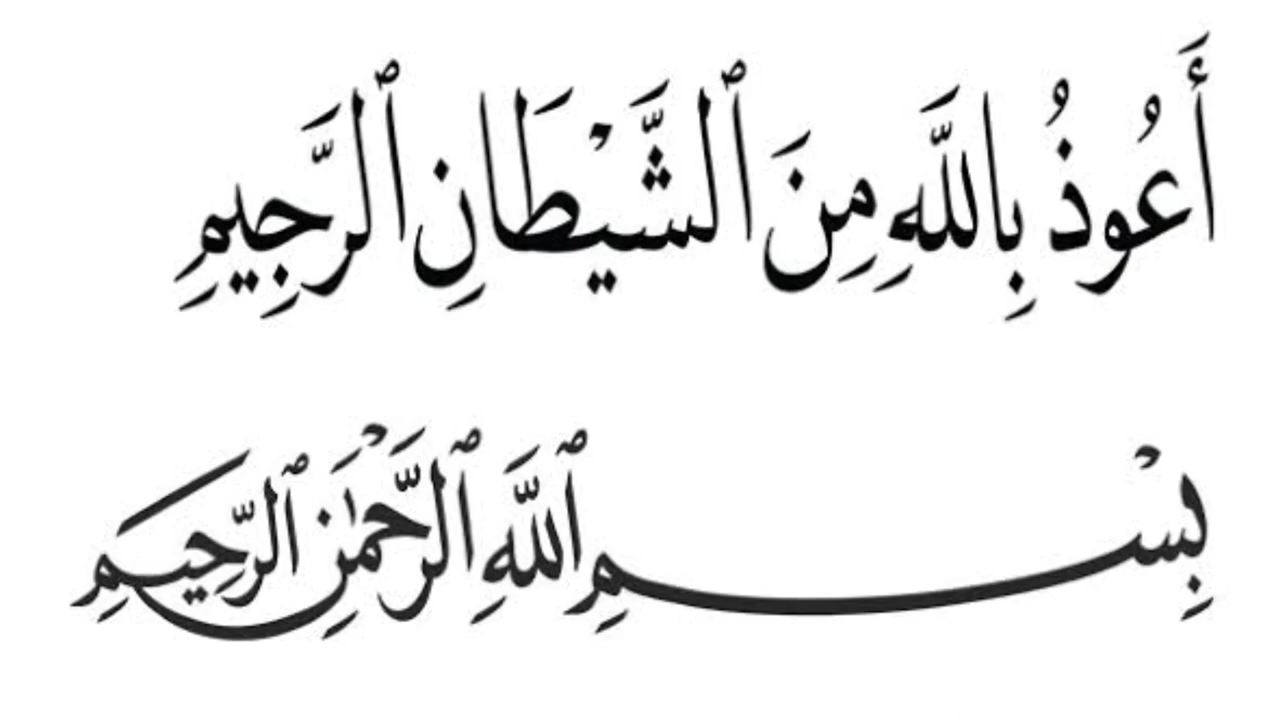 أَعُوذُ بِاللَّهِ مِنَ ٱلشَّيْطَانِ ٱلرَّجِيمِ
بِسْمِ ٱللَّهِ ٱلرَّحْمَٰنِ ٱلرَّحِيمِ